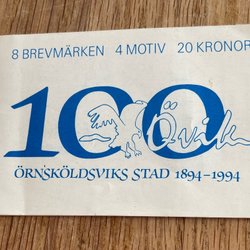 8 BREVMÄRKEN 4 MOTIV 20 KRONOR
100 Övik
ÖRNSKÖLDSVIKS STAD 1894–1994